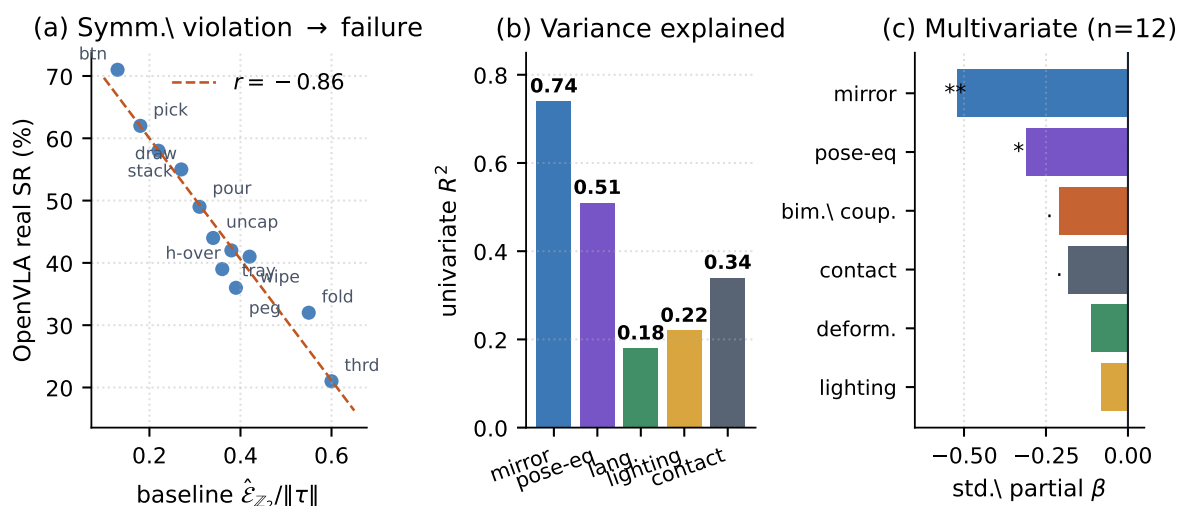 (a) Symm.\ violation → failure
btn
r = −0.86
pick
draw
stack
pour
uncap
h-over
tray
wipe
peg
fold
thrd
70
60
50
40
30
20
OpenVLA real SR (%)
0.2
0.4
0.6
baseline \hat{ℰ}_{ℤ₂}/‖τ‖
(b) Variance explained
0.8
0.6
0.4
0.2
0.0
univariate R²
0.74
0.51
0.18
0.22
0.34
mirror
pose-eq
lang.
lighting
contact
(c) Multivariate (n=12)
mirror
**
pose-eq
*
bim.\ coup.
.
contact
.
deform.
lighting
−0.50
−0.25
0.00
std.\ partial β